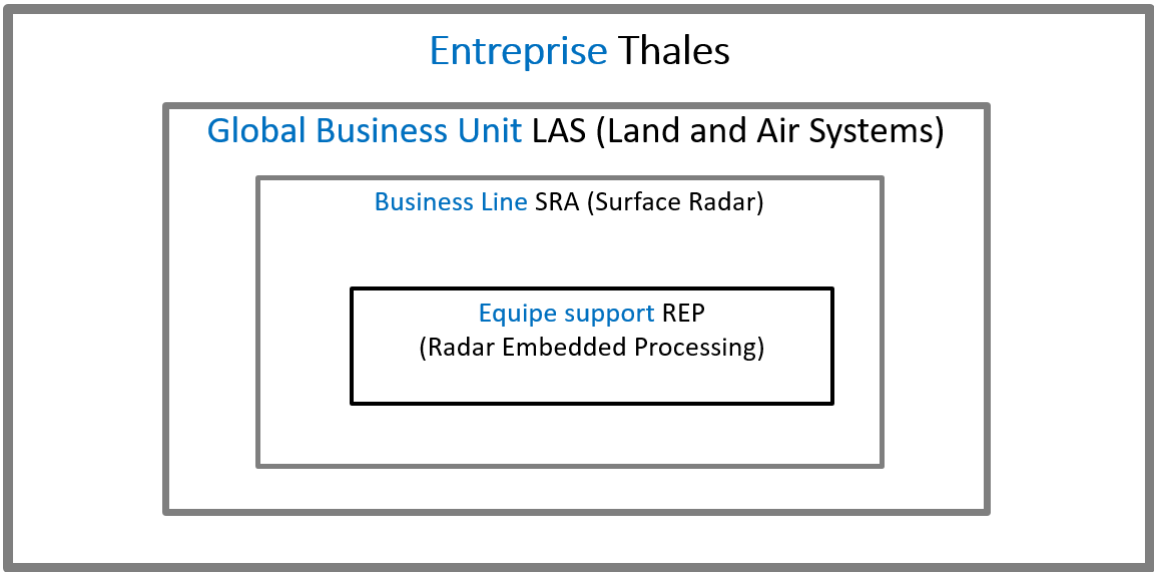 Entreprise Thales
Global Business Unit LAS (Land and Air Systems)
Business Line SRA (Surface Radar)
Equipe support REP
(Radar Embedded Processing)